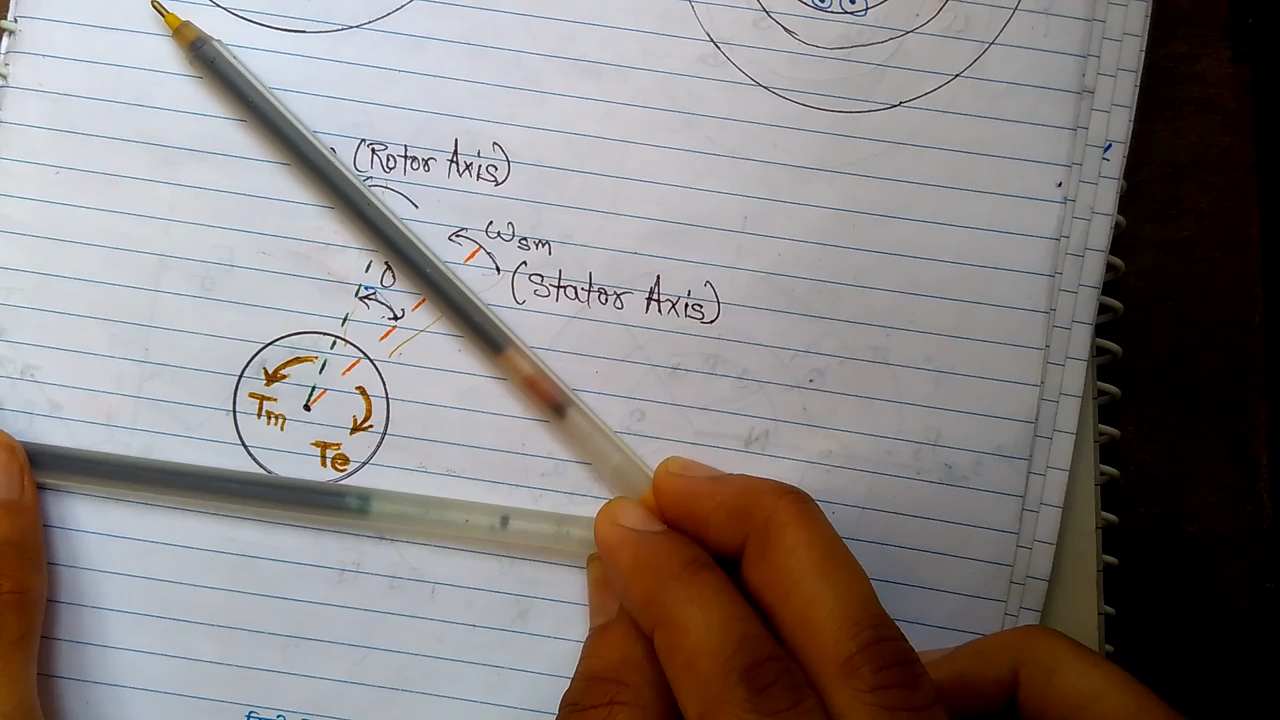 (Rotor Axis)
ωsm
(Stator Axis)
Tm
Te